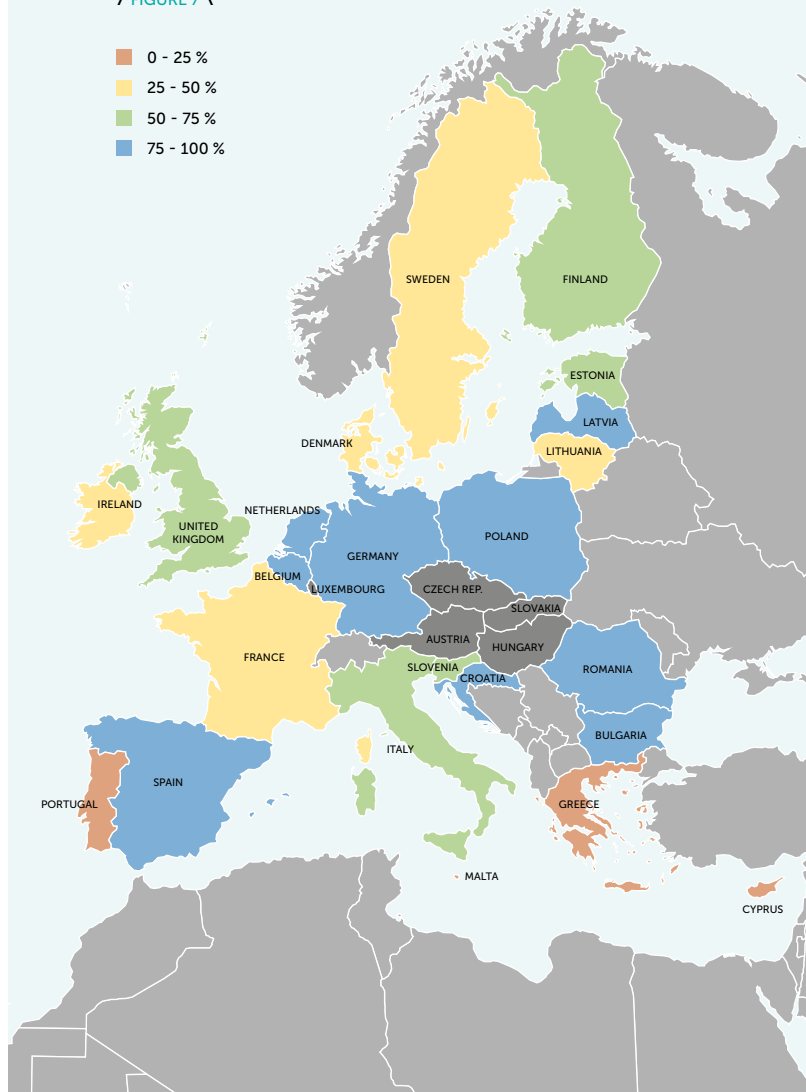 / FIGURE 7 \
0 - 25 %
25 - 50 %
50 - 75 %
75 - 100 %
SWEDEN
FINLAND
ESTONIA
LATVIA
DENMARK
LITHUANIA
IRELAND
NETHERLANDS
UNITED
KINGDOM
POLAND
GERMANY
BELGIUM
LUXEMBOURG
CZECH REP.
SLOVAKIA
AUSTRIA
HUNGARY
FRANCE
SLOVENIA
CROATIA
ROMANIA
BULGARIA
ITALY
SPAIN
PORTUGAL
GREECE
MALTA
CYPRUS